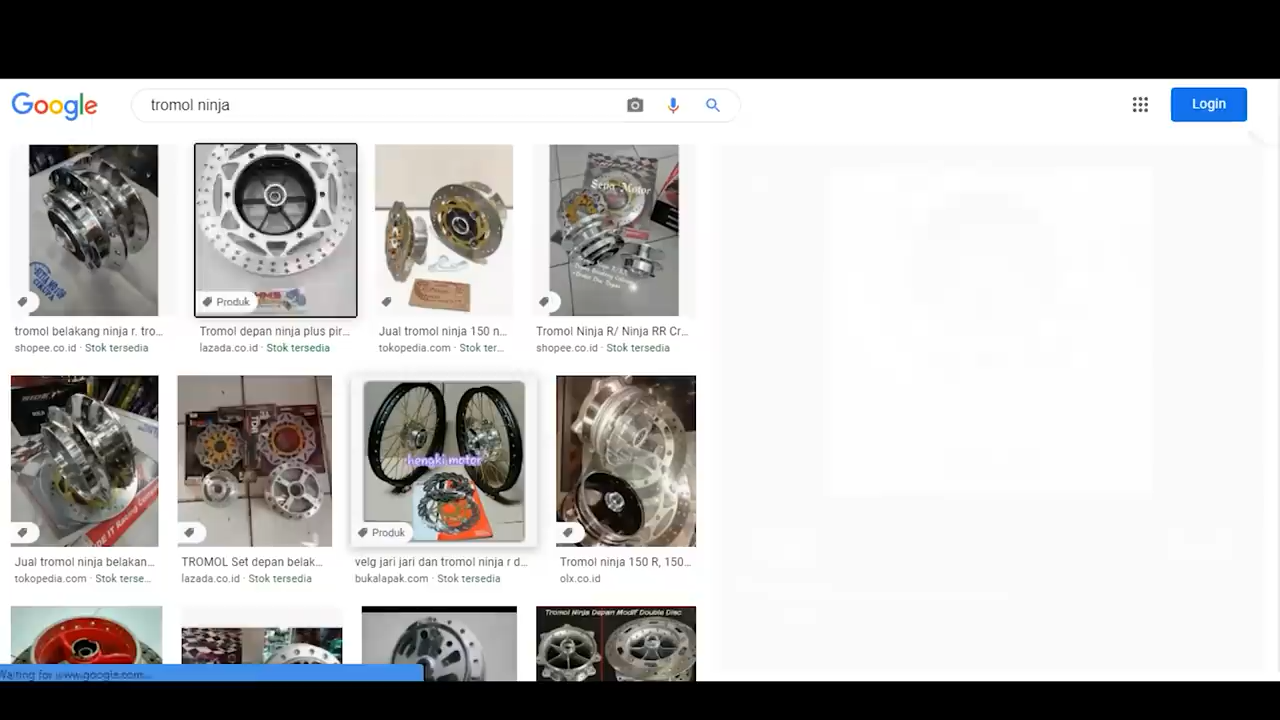 Google
tromol ninja
Login
Sepa Motor
Produk
tromol belakang ninja r. tro...
shopee.co.id · Stok tersedia
Tromol depan ninja plus pir...
lazada.co.id · Stok tersedia
Jual tromol ninja 150 n...
tokopedia.com · Stok ter...
Tromol Ninja R/ Ninja RR Cr...
shopee.co.id · Stok tersedia
hengki motor
Produk
Jual tromol ninja belakan...
tokopedia.com · Stok terse...
TROMOL Set depan belak...
lazada.co.id · Stok tersedia
velg jari jari dan tromol ninja r d...
bukalapak.com · Stok tersedia
Tromol ninja 150 R, 150...
olx.co.id
Tromol Ninja Depan Modif Double Disc
Waiting for www.google.com...